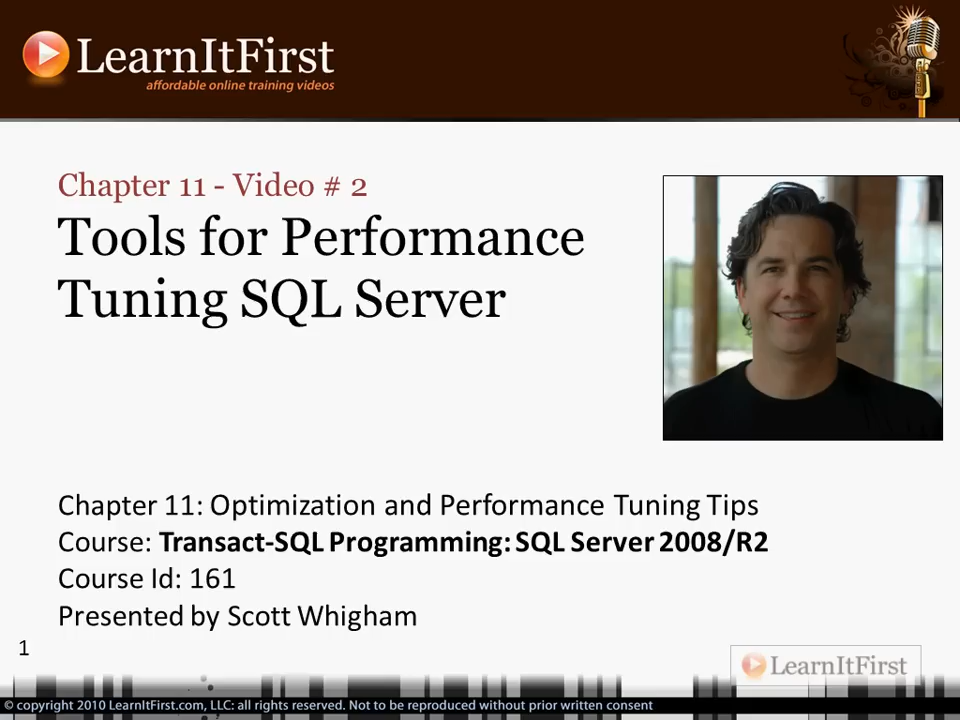 LearnItFirst
affordable online training videos
Chapter 11 - Video # 2
Tools for Performance
Tuning SQL Server
Chapter 11: Optimization and Performance Tuning Tips
Course: Transact-SQL Programming: SQL Server 2008/R2
Course Id: 161
Presented by Scott Whigham
1
LearnItFirst
© copyright 2010 LearnItFirst.com, LLC: all rights reserved. Not to be reproduced without prior written consent